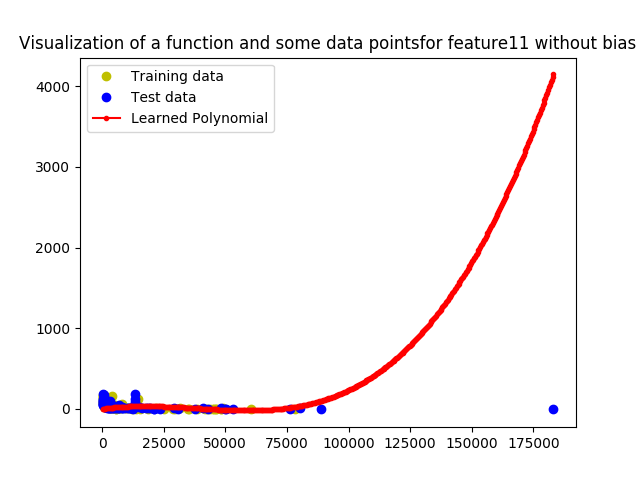 Visualization of a function and some data pointsfor feature11 without bias
Training data
Test data
Learned Polynomial
4000
3000
2000
1000
0
0 25000 50000 75000 100000 125000 150000 175000